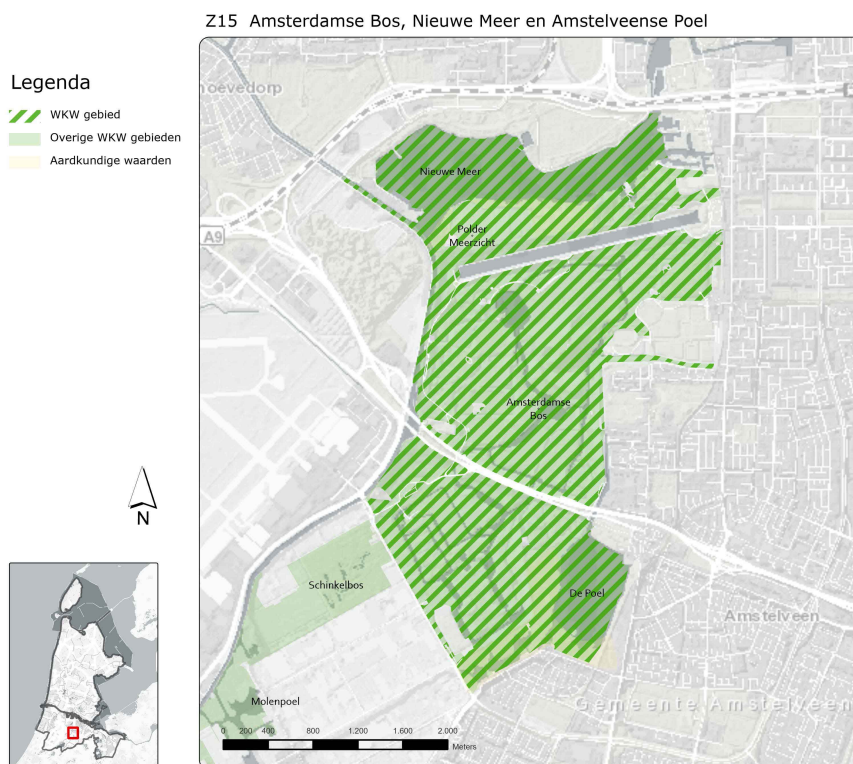 Z15 Amsterdamse Bos, Nieuwe Meer en Amstelveense Poel
Legenda
WKW gebied
Overige WKW gebieden
Aardkundige waarden
hoevedorp
Nieuwe Meer
Polder
Meerzicht
A9
Amsterdamse
Bos
N
Schinkelbos
De Poel
Amstelveen
Molenpoel
Gemeente Amstelveen
0 200 400 800 1.200 1.600 2.000
Meters